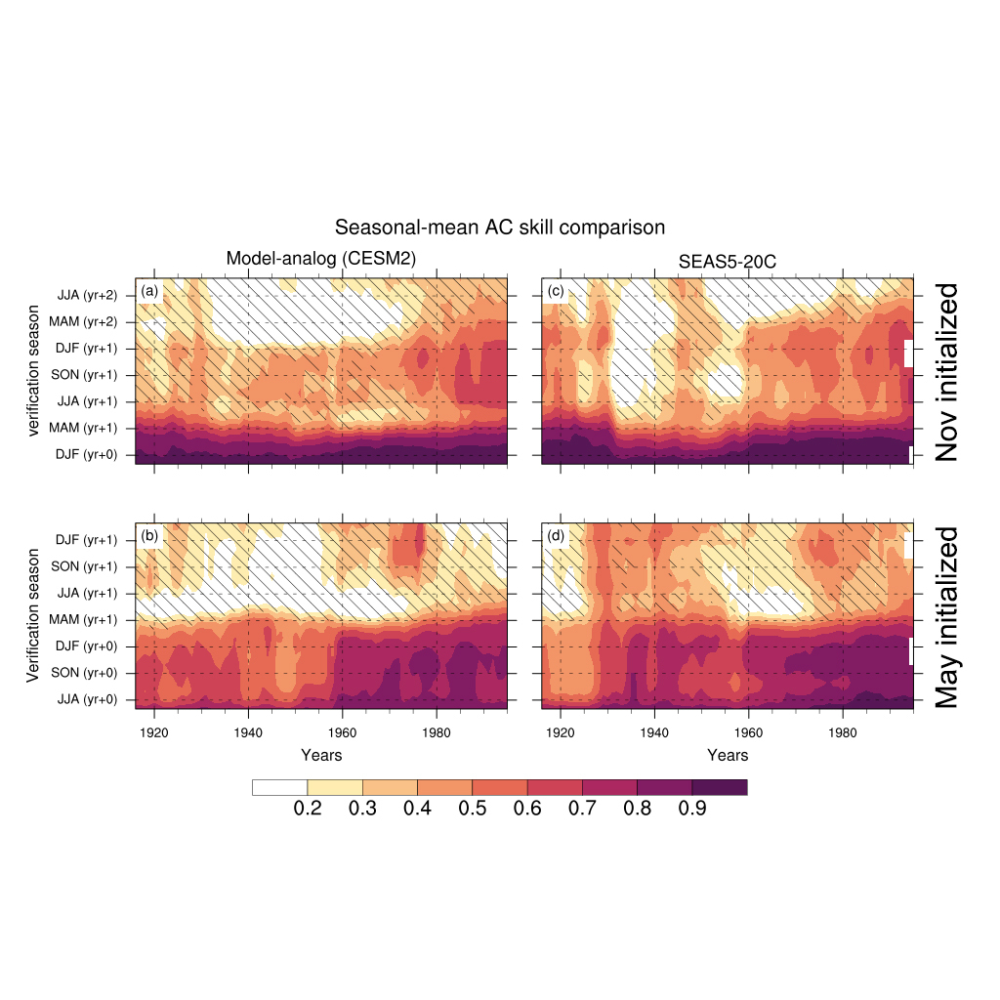 Seasonal-mean AC skill comparison
Model-analog (CESM2)
SEAS5-20C
(a)
JJA (yr+2)
MAM (yr+2)
DJF (yr+1)
SON (yr+1)
JJA (yr+1)
MAM (yr+1)
DJF (yr+0)
verification season
(c)
Nov initialized
(b)
DJF (yr+1)
SON (yr+1)
JJA (yr+1)
MAM (yr+1)
DJF (yr+0)
SON (yr+0)
JJA (yr+0)
Verification season
(d)
May initialized
1920 1940 1960 1980
Years
1920 1940 1960 1980
Years
0.2 0.3 0.4 0.5 0.6 0.7 0.8 0.9